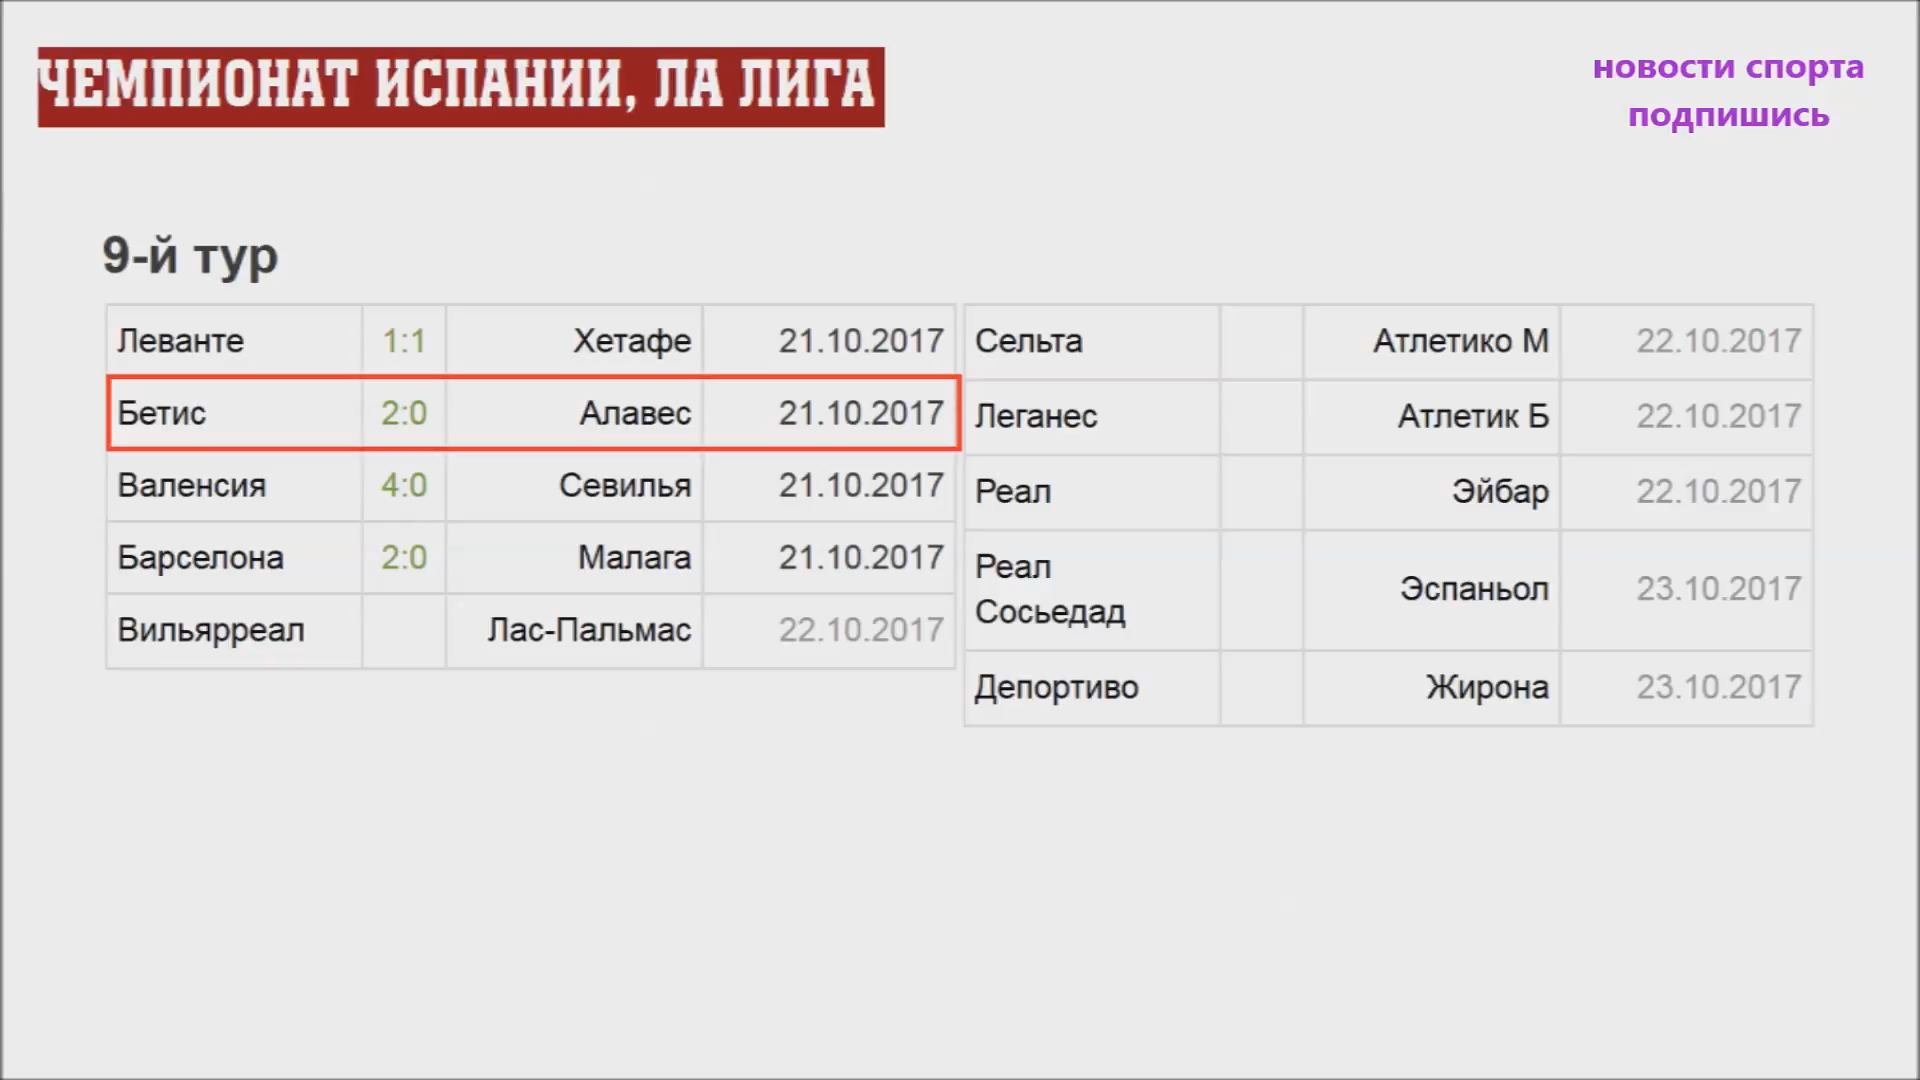 ЧЕМПИОНАТ ИСПАНИИ, ЛА ЛИГА
новости спорта
подпишись
9-й тур
Леванте 1:1 Хетафе 21.10.2017
Бетис 2:0 Алавес 21.10.2017
Валенсия 4:0 Севилья 21.10.2017
Барселона 2:0 Малага 21.10.2017
Вильярреал Лас-Пальмас 22.10.2017
Сельта Атлетико М 22.10.2017
Леганес Атлетик Б 22.10.2017
Реал Эйбар 22.10.2017
Реал
Сосьедад Эспаньол 23.10.2017
Депортиво Жирона 23.10.2017